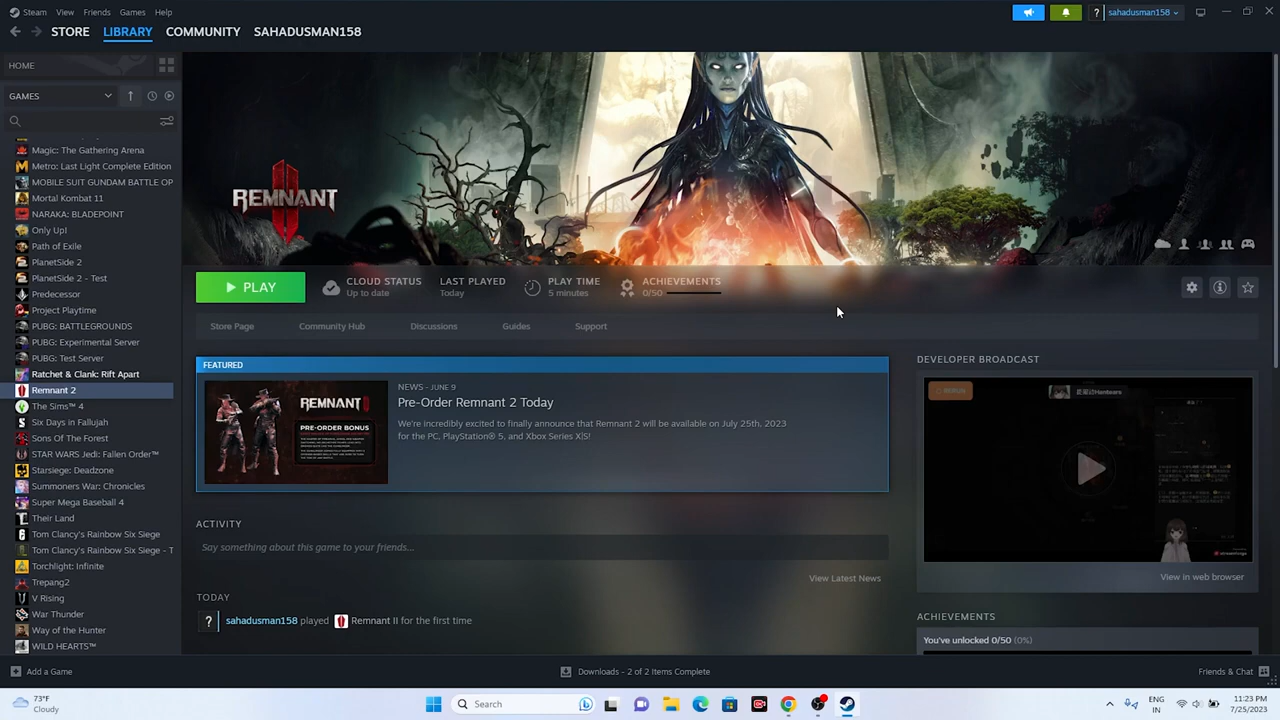 Steam View Friends Games Help
sahadusman158
STORE LIBRARY COMMUNITY SAHADUSMAN158
HOME
GAMES
Magic: The Gathering Arena
Metro: Last Light Complete Edition
MOBILE SUIT GUNDAM BATTLE OP
Mortal Kombat 11
NARAKA: BLADEPOINT
Only Up!
Path of Exile
PlanetSide 2
PlanetSide 2 - Test
Predecessor
Project Playtime
PUBG: BATTLEGROUNDS
PUBG: Experimental Server
PUBG: Test Server
Ratchet & Clank: Rift Apart
Remnant 2
The Sims™ 4
Six Days in Fallujah
Sons Of The Forest
STAR WARS Jedi: Fallen Order™
Starsiege: Deadzone
Summoners War: Chronicles
Super Mega Baseball 4
Their Land
Tom Clancy's Rainbow Six Siege
Tom Clancy's Rainbow Six Siege - T
Torchlight: Infinite
Trepang2
V Rising
War Thunder
Way of the Hunter
WILD HEARTS™
REMNANT II
PLAY
CLOUD STATUS
Up to date
LAST PLAYED
Today
PLAY TIME
5 minutes
ACHIEVEMENTS
0/50
Store Page Community Hub Discussions Guides Support
FEATURED
REMNANT II
PRE-ORDER BONUS
NEWS - JUNE 9
Pre-Order Remnant 2 Today
We're incredibly excited to finally announce that Remnant 2 will be available on July 25th, 2023
for the PC, PlayStation® 5, and Xbox Series X|S!
DEVELOPER BROADCAST
View in web browser
ACTIVITY
Say something about this game to your friends...
View Latest News
TODAY
? sahadusman158 played Remnant II for the first time
ACHIEVEMENTS
You've unlocked 0/50 (0%)
Add a Game
Downloads - 2 of 2 Items Complete
Friends & Chat
73°F
Cloudy
Search
ENG
IN
11:23 PM
7/25/2023